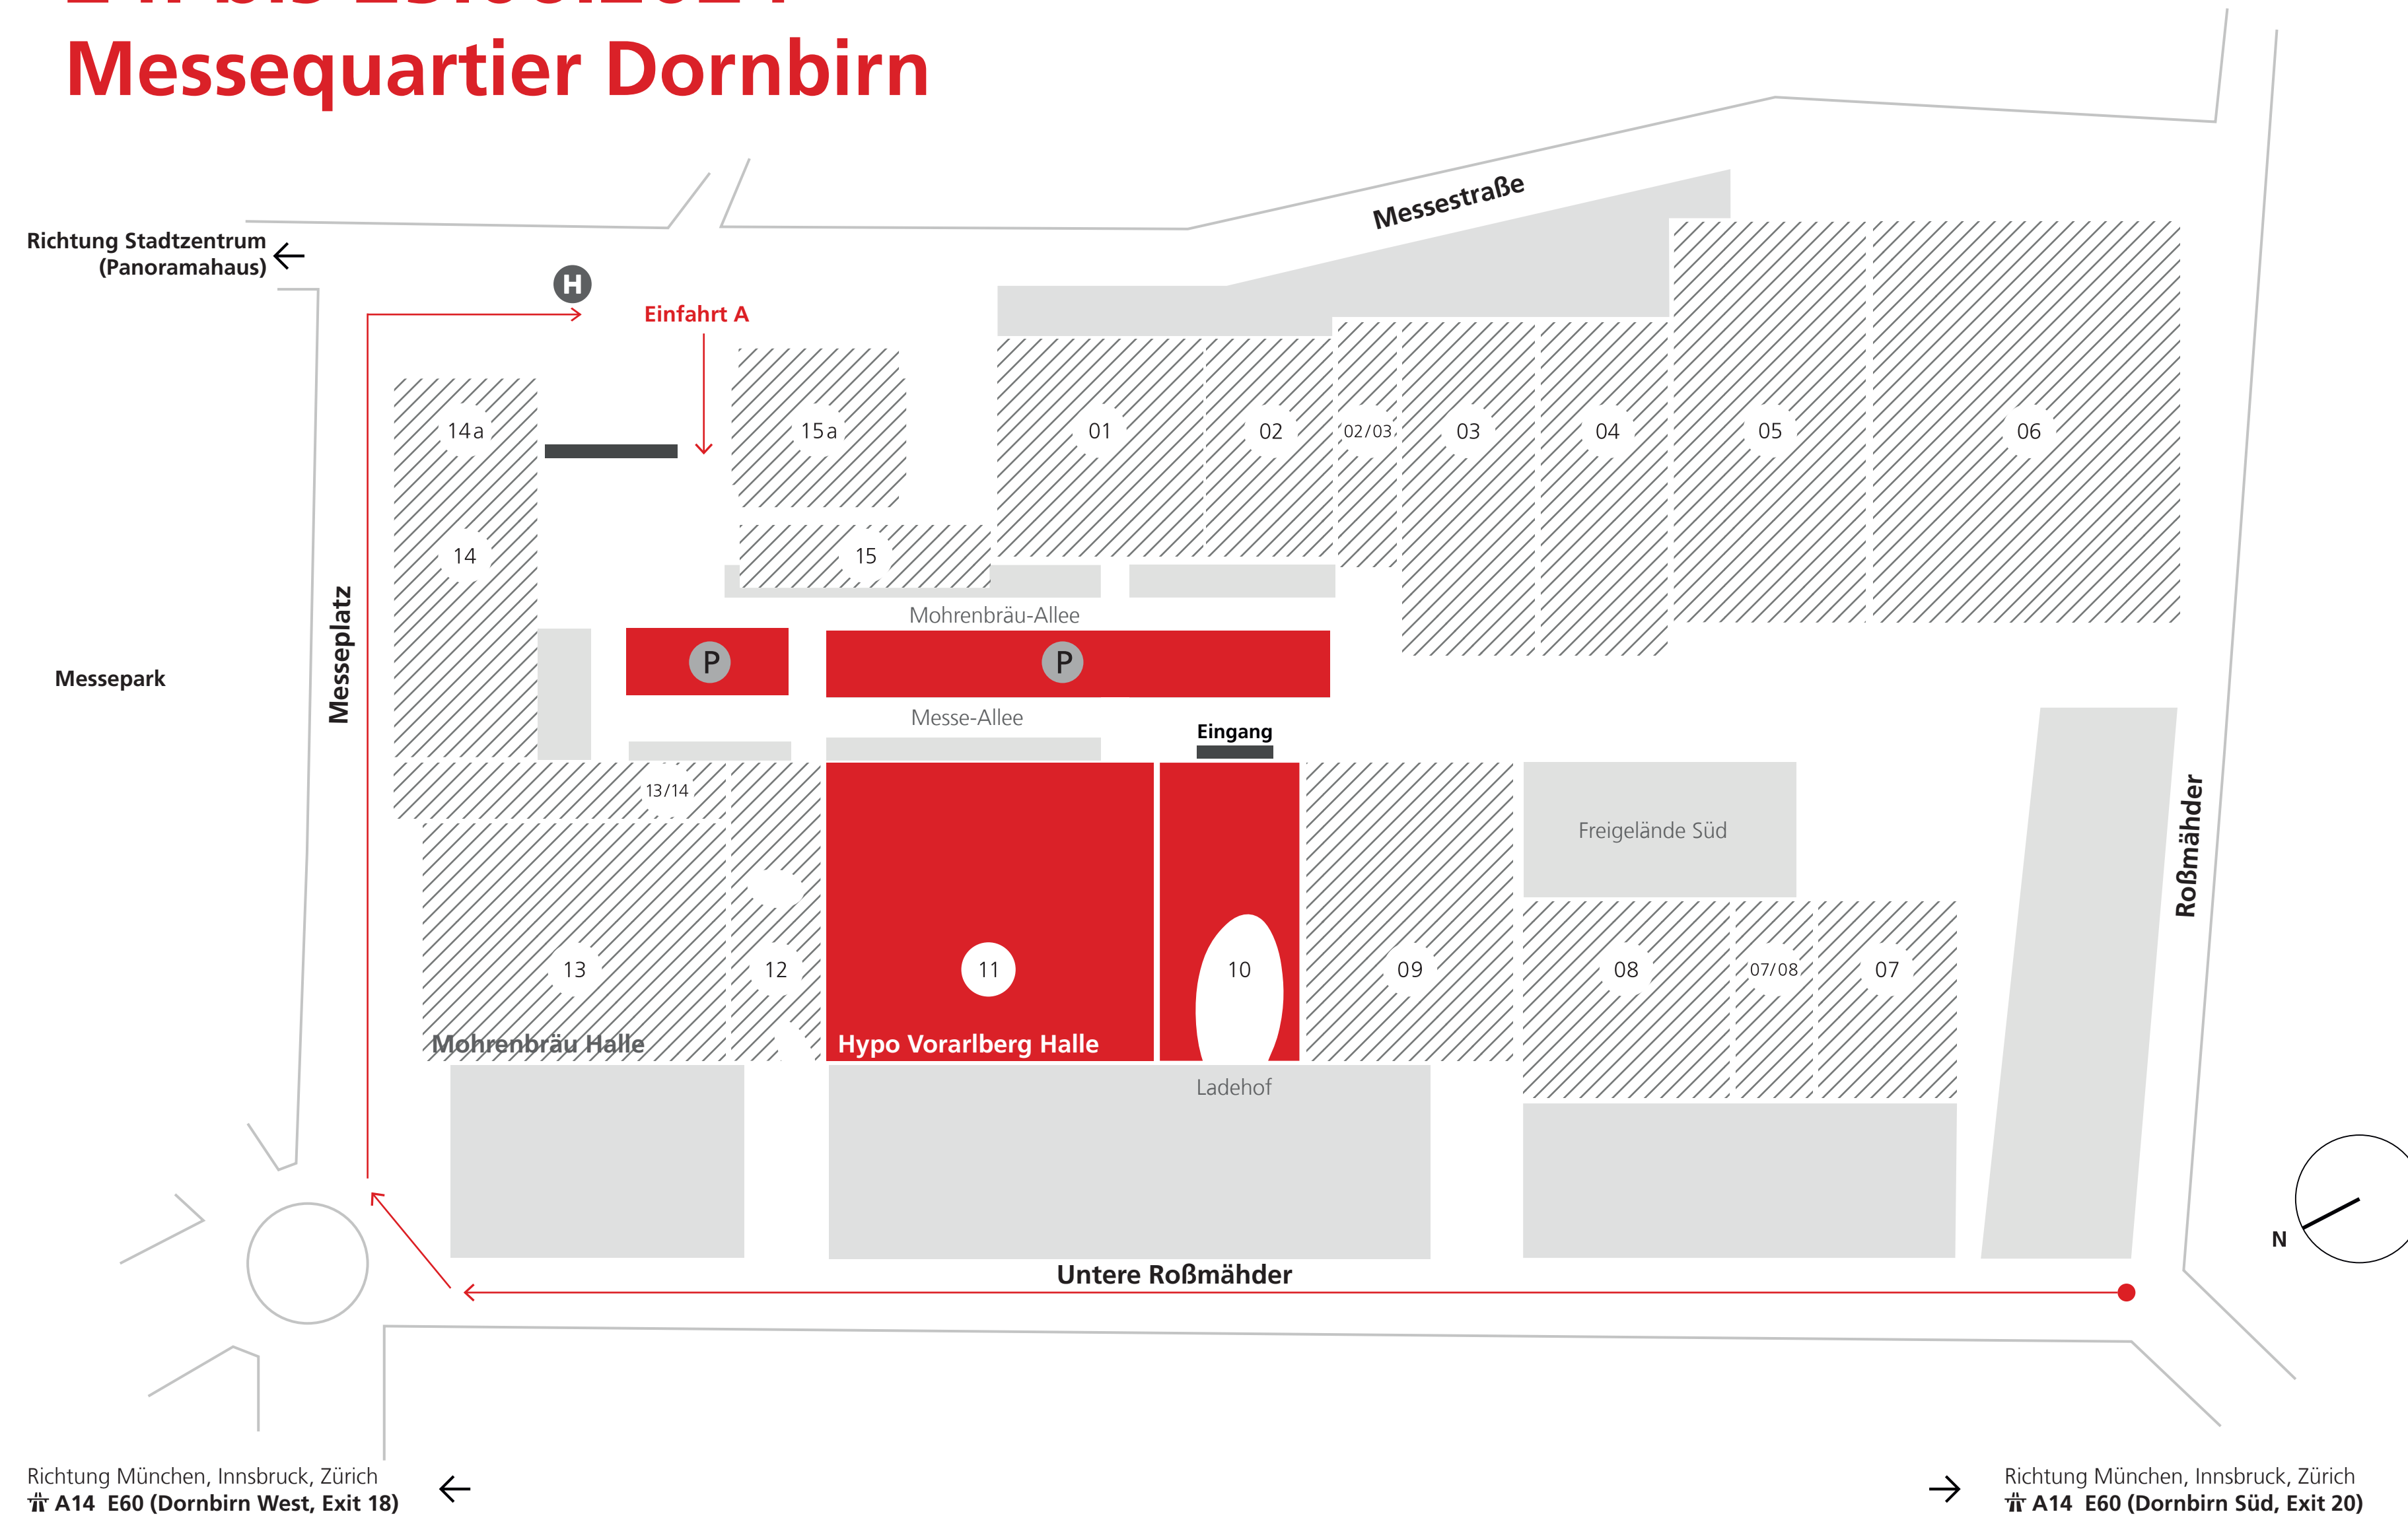 Messequartier Dornbirn
Messestraße
Richtung Stadtzentrum
(Panoramahaus)
H
Einfahrt A
14a
15a
01
02
02/03
03
04
05
06
14
15
Mohrenbräu-Allee
Messeplatz
Messepark
P
P
Messe-Allee
Eingang
13/14
Freigelände Süd
Roßmähder
13
12
11
10
09
08
07/08
07
Mohrenbräu Halle
Hypo Vorarlberg Halle
Ladehof
N
Untere Roßmähder
Richtung München, Innsbruck, Zürich
A14 E60 (Dornbirn West, Exit 18)
Richtung München, Innsbruck, Zürich
A14 E60 (Dornbirn Süd, Exit 20)